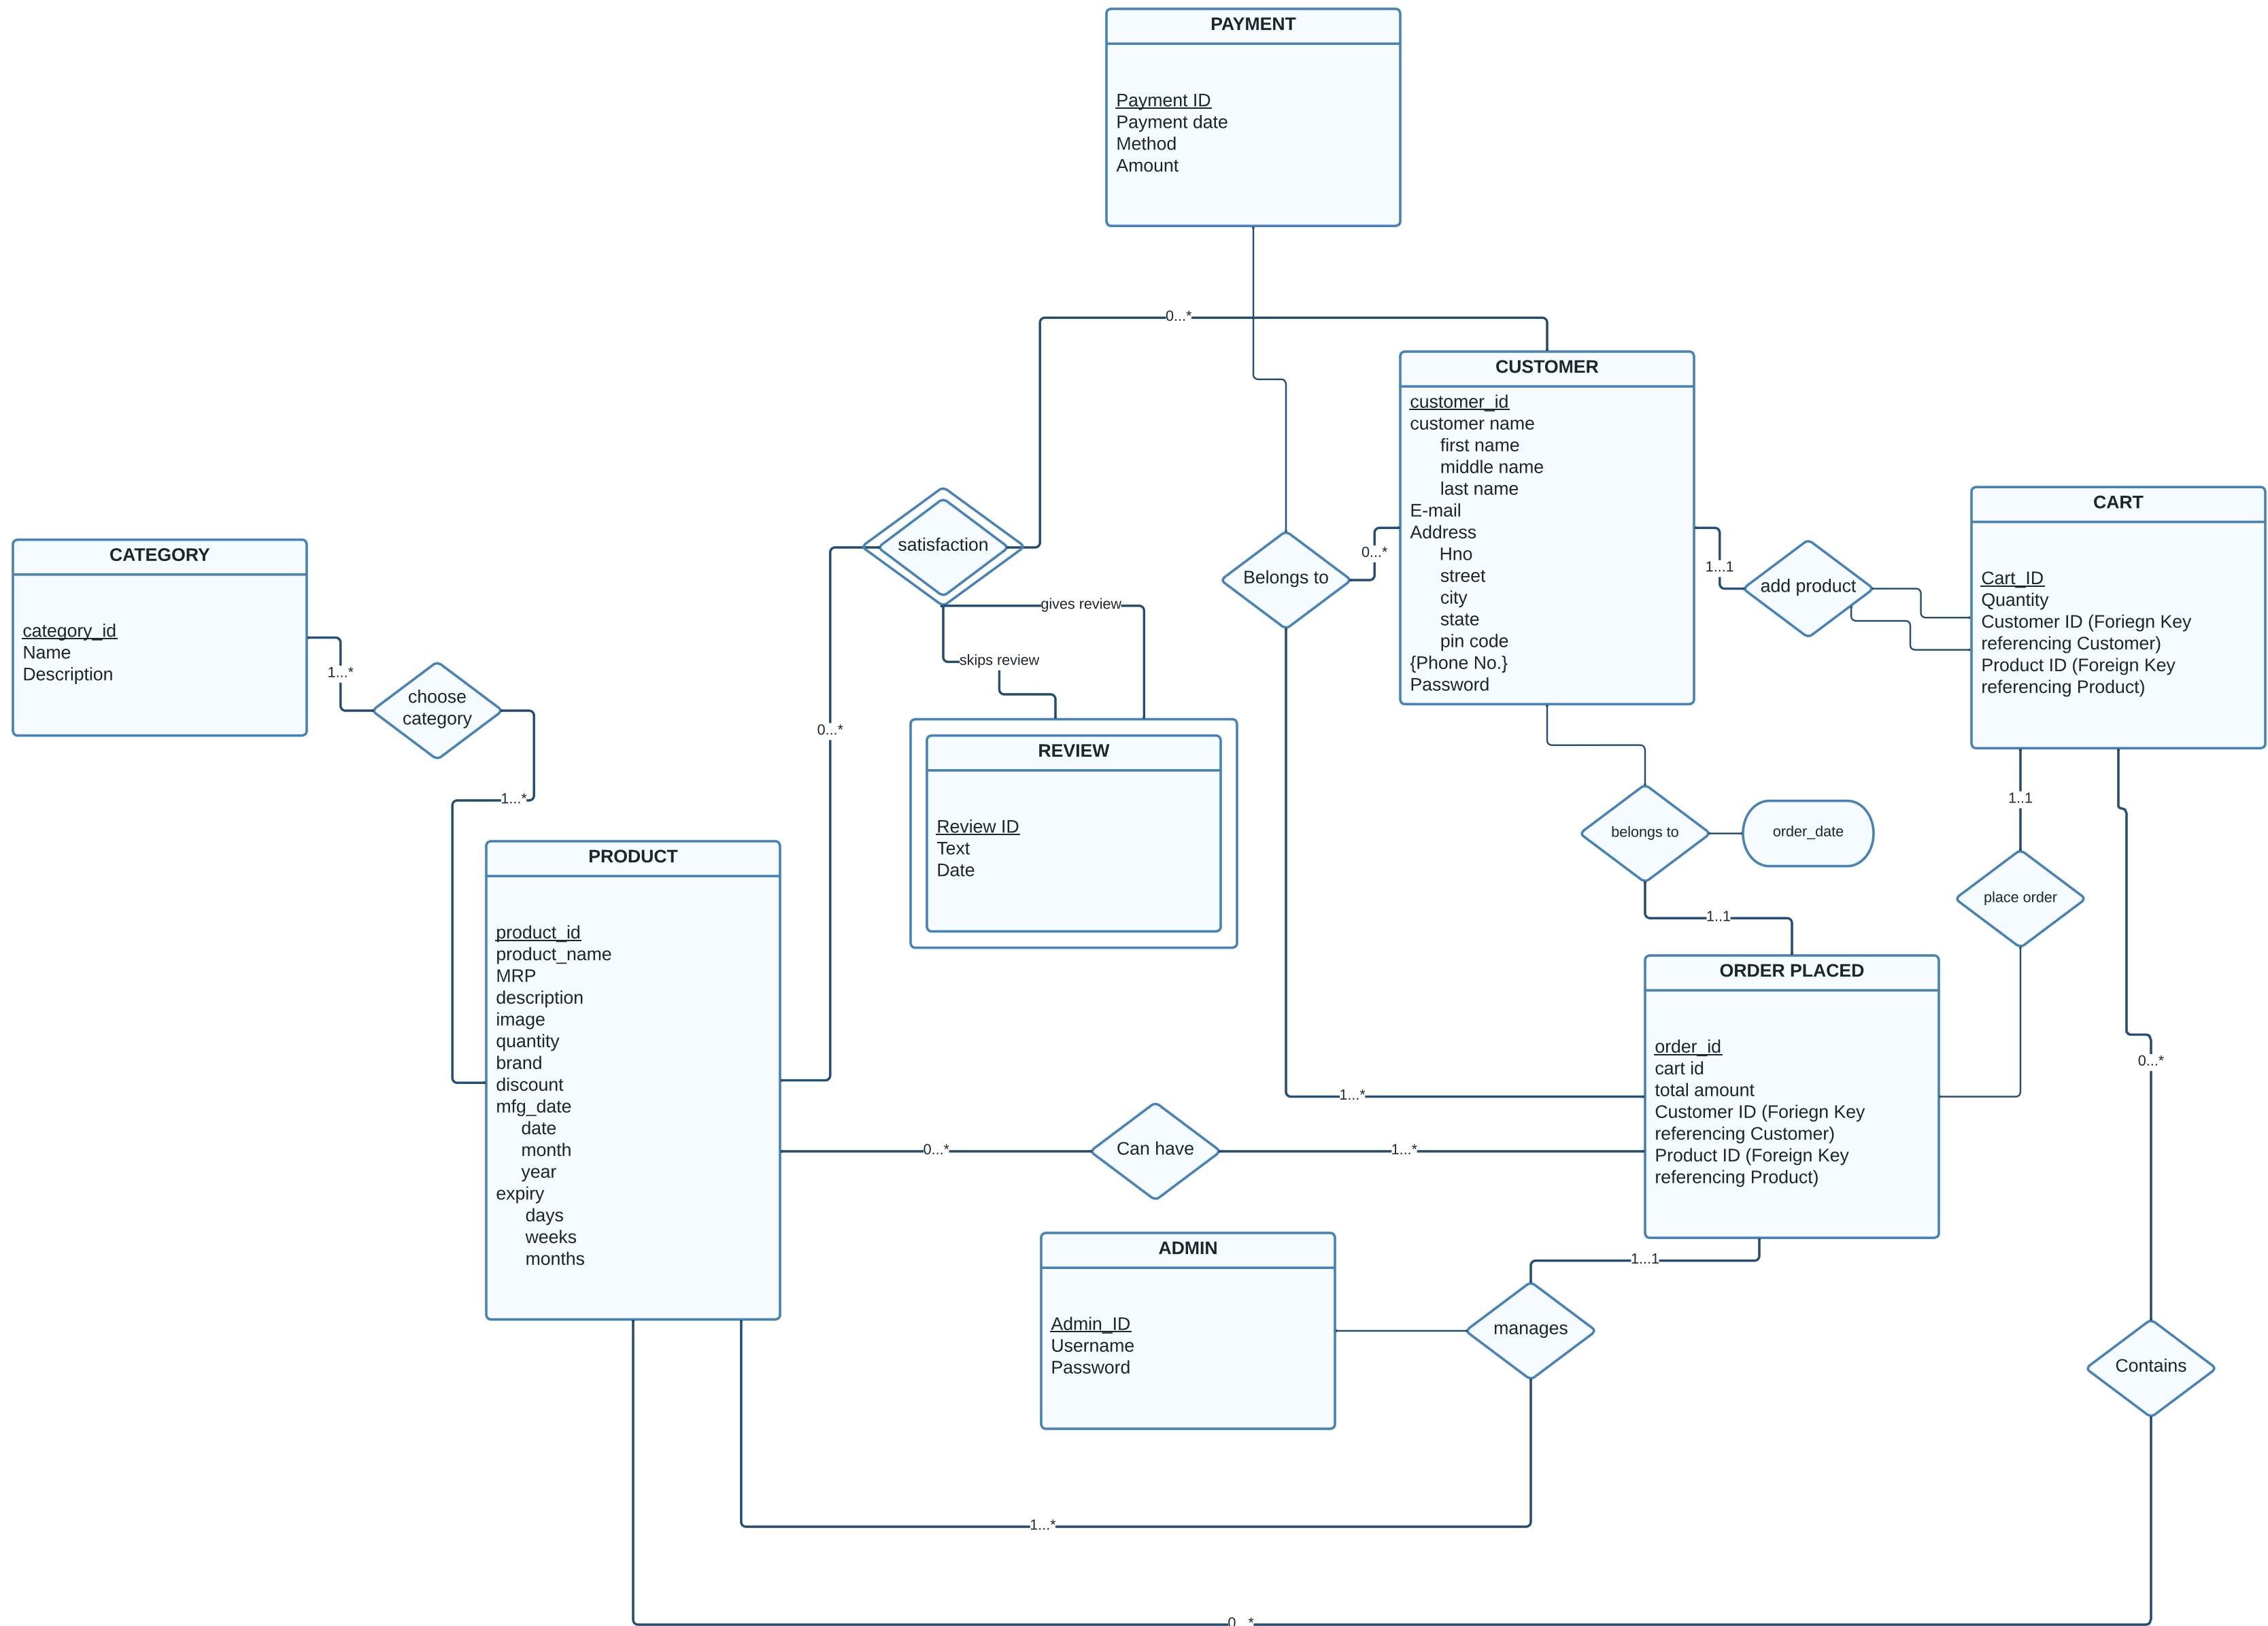 PAYMENT
Payment ID
Payment date
Method
Amount
0...*
CUSTOMER
customer_id
customer name
first name
middle name
last name
E-mail
Address
Hno
street
city
state
pin code
{Phone No.}
Password
CART
Cart_ID
Quantity
Customer ID (Foriegn Key
referencing Customer)
Product ID (Foreign Key
referencing Product)
satisfaction
Belongs to
0...*
1...1
add product
CATEGORY
category_id
Name
Description
1...*
choose
category
1...*
gives review
skips review
0...*
REVIEW
Review ID
Text
Date
belongs to
order_date
1..1
place order
1..1
PRODUCT
product_id
product_name
MRP
description
image
quantity
brand
discount
mfg_date
date
month
year
expiry
days
weeks
months
ORDER PLACED
order_id
cart id
total amount
Customer ID (Foriegn Key
referencing Customer)
Product ID (Foreign Key
referencing Product)
0...*
1...*
0...*
Can have
1...*
ADMIN
Admin_ID
Username
Password
1...1
manages
Contains
1...*
0...*